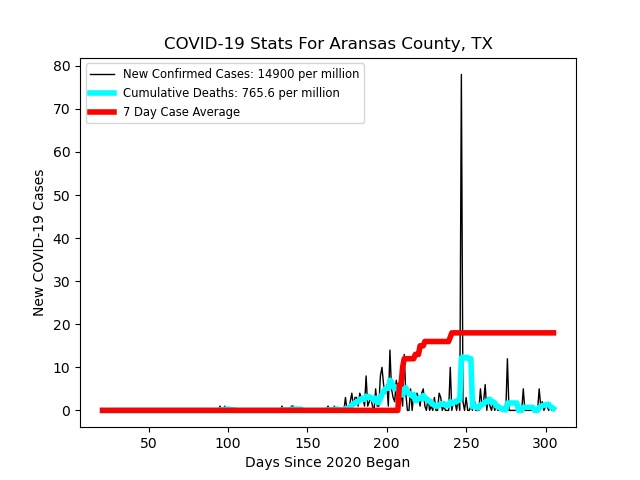 COVID-19 Stats For Aransas County, TX
New Confirmed Cases: 14900 per million
Cumulative Deaths: 765.6 per million
7 Day Case Average
New COVID-19 Cases
80
70
60
50
40
30
20
10
0
50
100
150
200
250
300
Days Since 2020 Began